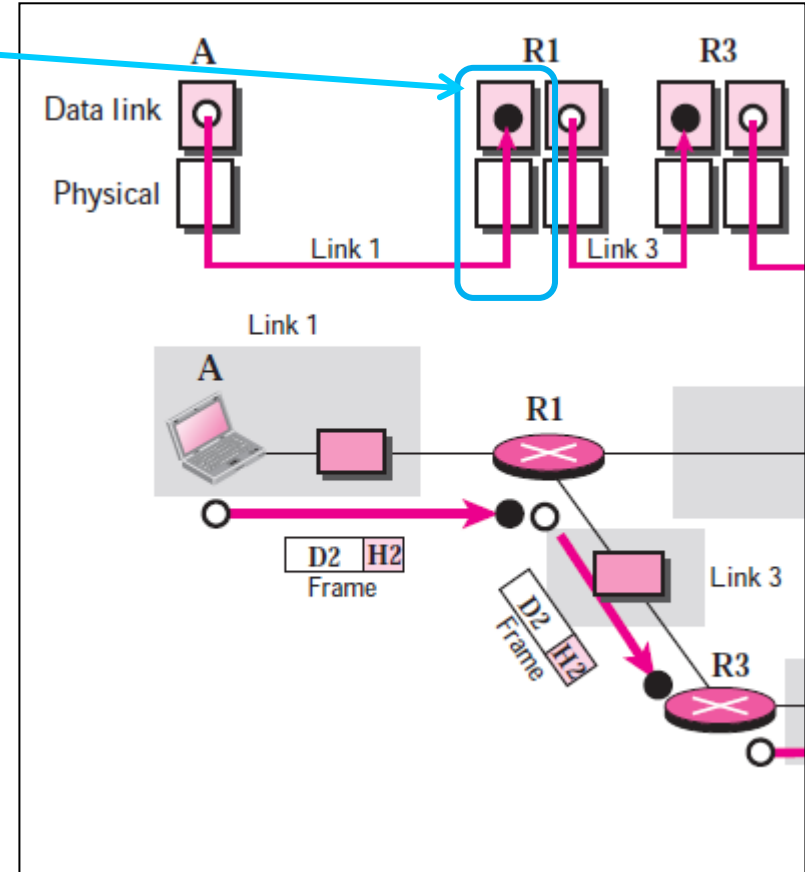 A R1 R3
Data link
Physical
Link 1 Link 3
Link 1
A
R1
D2 H2
Frame
Link 3
D2 H2
Frame
R3